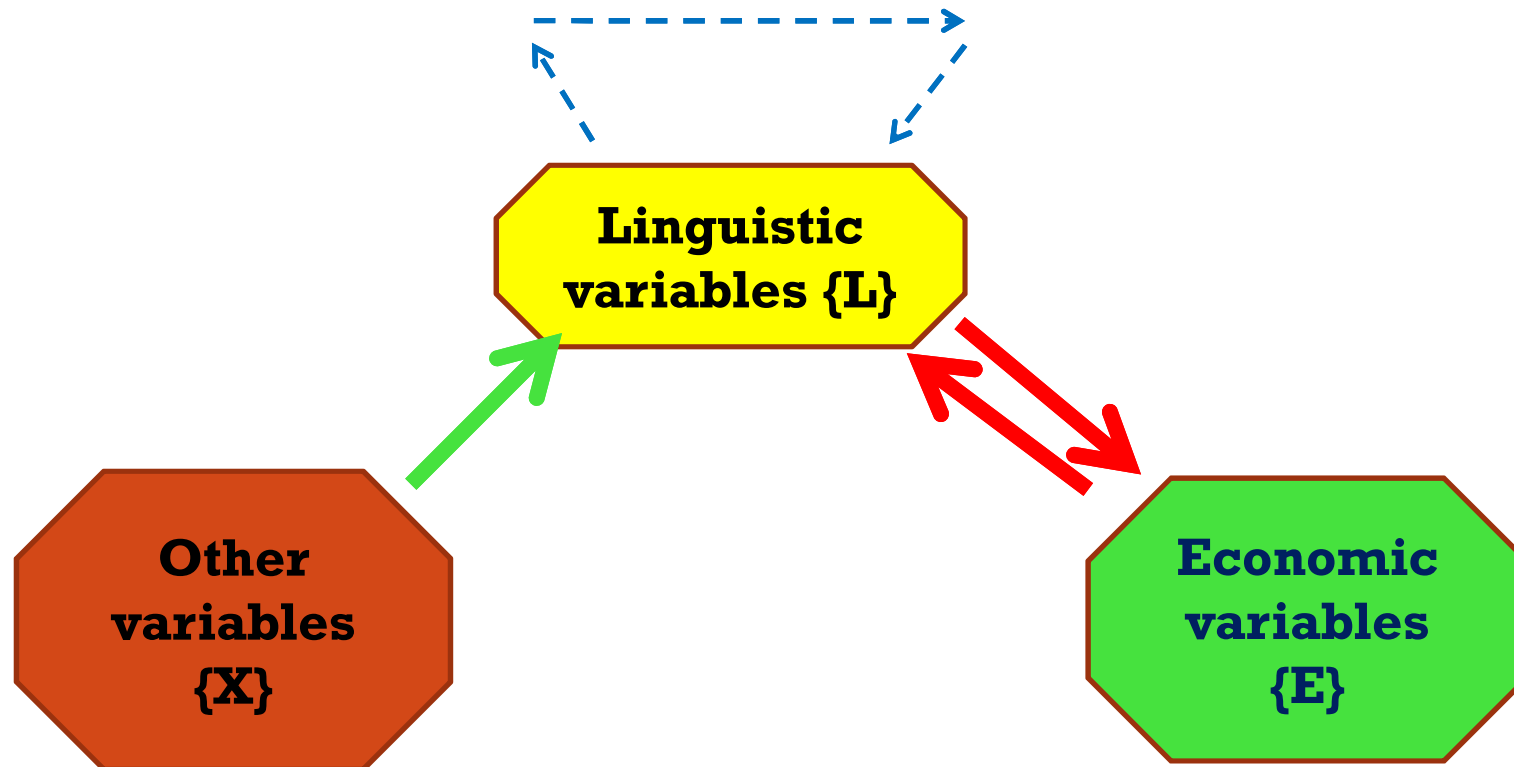 Linguistic
variables {L}
Other
variables
{X}
Economic
variables
{E}